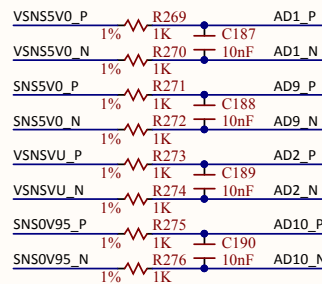 VSNS5V0_P R269 AD1_P
1% 1K C187
VSNS5V0_N R270 10nF AD1_N
1% 1K
SNS5V0_P R271 AD9_P
1% 1K C188
SNS5V0_N R272 10nF AD9_N
1% 1K
VSNSVU_P R273 AD2_P
1% 1K C189
VSNSVU_N R274 10nF AD2_N
1% 1K
SNS0V95_P R275 AD10_P
1% 1K C190
SNS0V95_N R276 10nF AD10_N
1% 1K